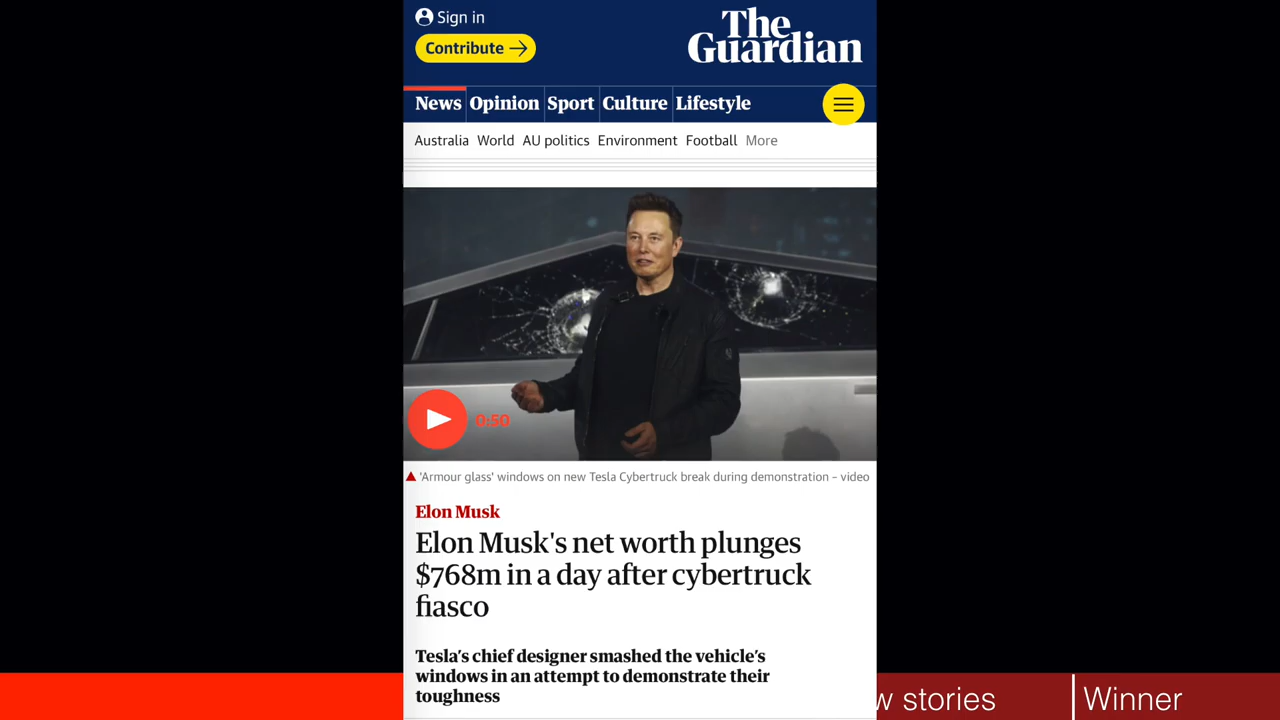 Sign in
Contribute →
The
Guardian
News Opinion Sport Culture Lifestyle
Australia World AU politics Environment Football More
0:50
'Armour glass' windows on new Tesla Cybertruck break during demonstration – video
Elon Musk
Elon Musk's net worth plunges
$768m in a day after cybertruck
fiasco
Tesla's chief designer smashed the vehicle's
windows in an attempt to demonstrate their
toughness
stories
Winner